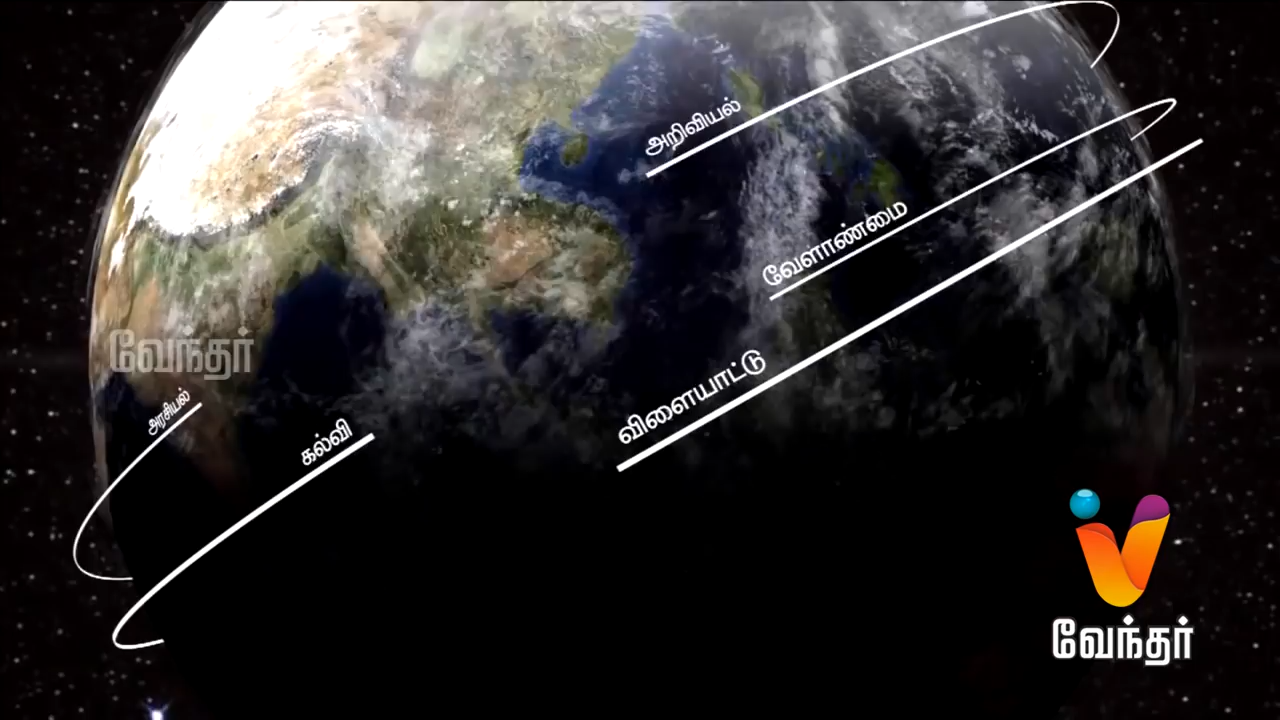 அறிவியல்
வேளாண்மை
விளையாட்டு
வேந்தர்
அரசியல்
கல்வி
வேந்தர்